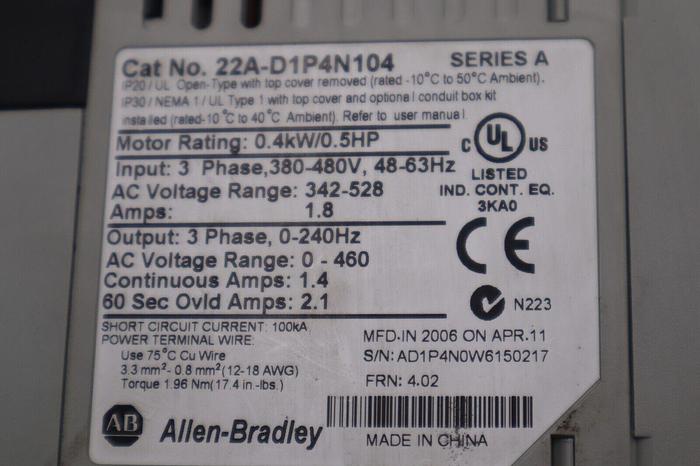 Cat No. 22A-D1P4N104 SERIES A
IP20/ UL Open-Type with top cover removed (rated -10°C to 50°C Ambient).
IP30 / NEMA 1 / UL Type 1 with top cover and optional conduit box kit
installed (rated-10°C to 40°C Ambient). Refer to user manual
Motor Rating: 0.4kW/0.5HP
C UL US
Input: 3 Phase,380-480V, 48-63Hz
LISTED
AC Voltage Range: 342-528
IND. CONT. EQ.
Amps: 1.8
3KA0
Output: 3 Phase, 0-240Hz
CE
AC Voltage Range: 0 - 460
Continuous Amps: 1.4
60 Sec Ovld Amps: 2.1
N223
SHORT CIRCUIT CURRENT: 100kA
POWER TERMINAL WIRE:
MFD.IN 2006 ON APR.11
Use 75°C Cu Wire
S/N: AD1P4N0W6150217
3.3 mm²- 0.8 mm²(12-18 AWG)
Torque 1.96 Nm(17.4 in.-lbs.)
FRN: 4.02
AB Allen-Bradley
MADE IN CHINA